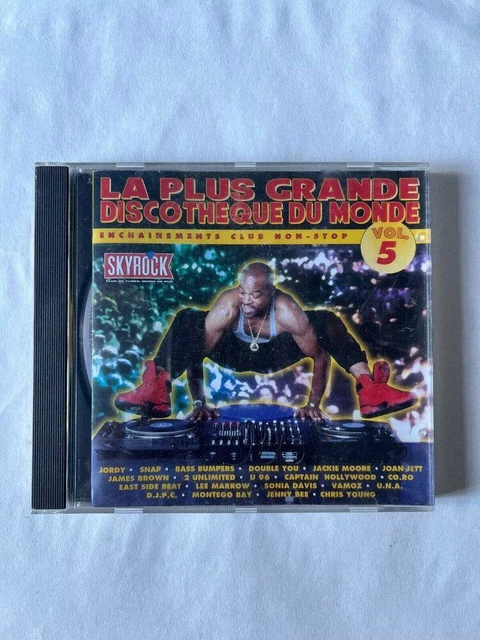 LA PLUS GRANDE
DISCOTHEQUE DU MONDE
ENCHAINEMENTS CLUB NON-STOP
VOL.
5
SKYROCK
JORDY • SNAP • BASS BUMPERS • DOUBLE YOU • JACKIE MOORE • JOAN JETT
JAMES BROWN • 2 UNLIMITED • U 96 • CAPTAIN HOLLYWOOD • CO.RO
EAST SIDE BEAT • LEE MARROW • SONIA DAVIS • VAMOZ • U.N.A.
D.J.P.C. • MONTEGO BAY • JENNY BEE • CHRIS YOUNG